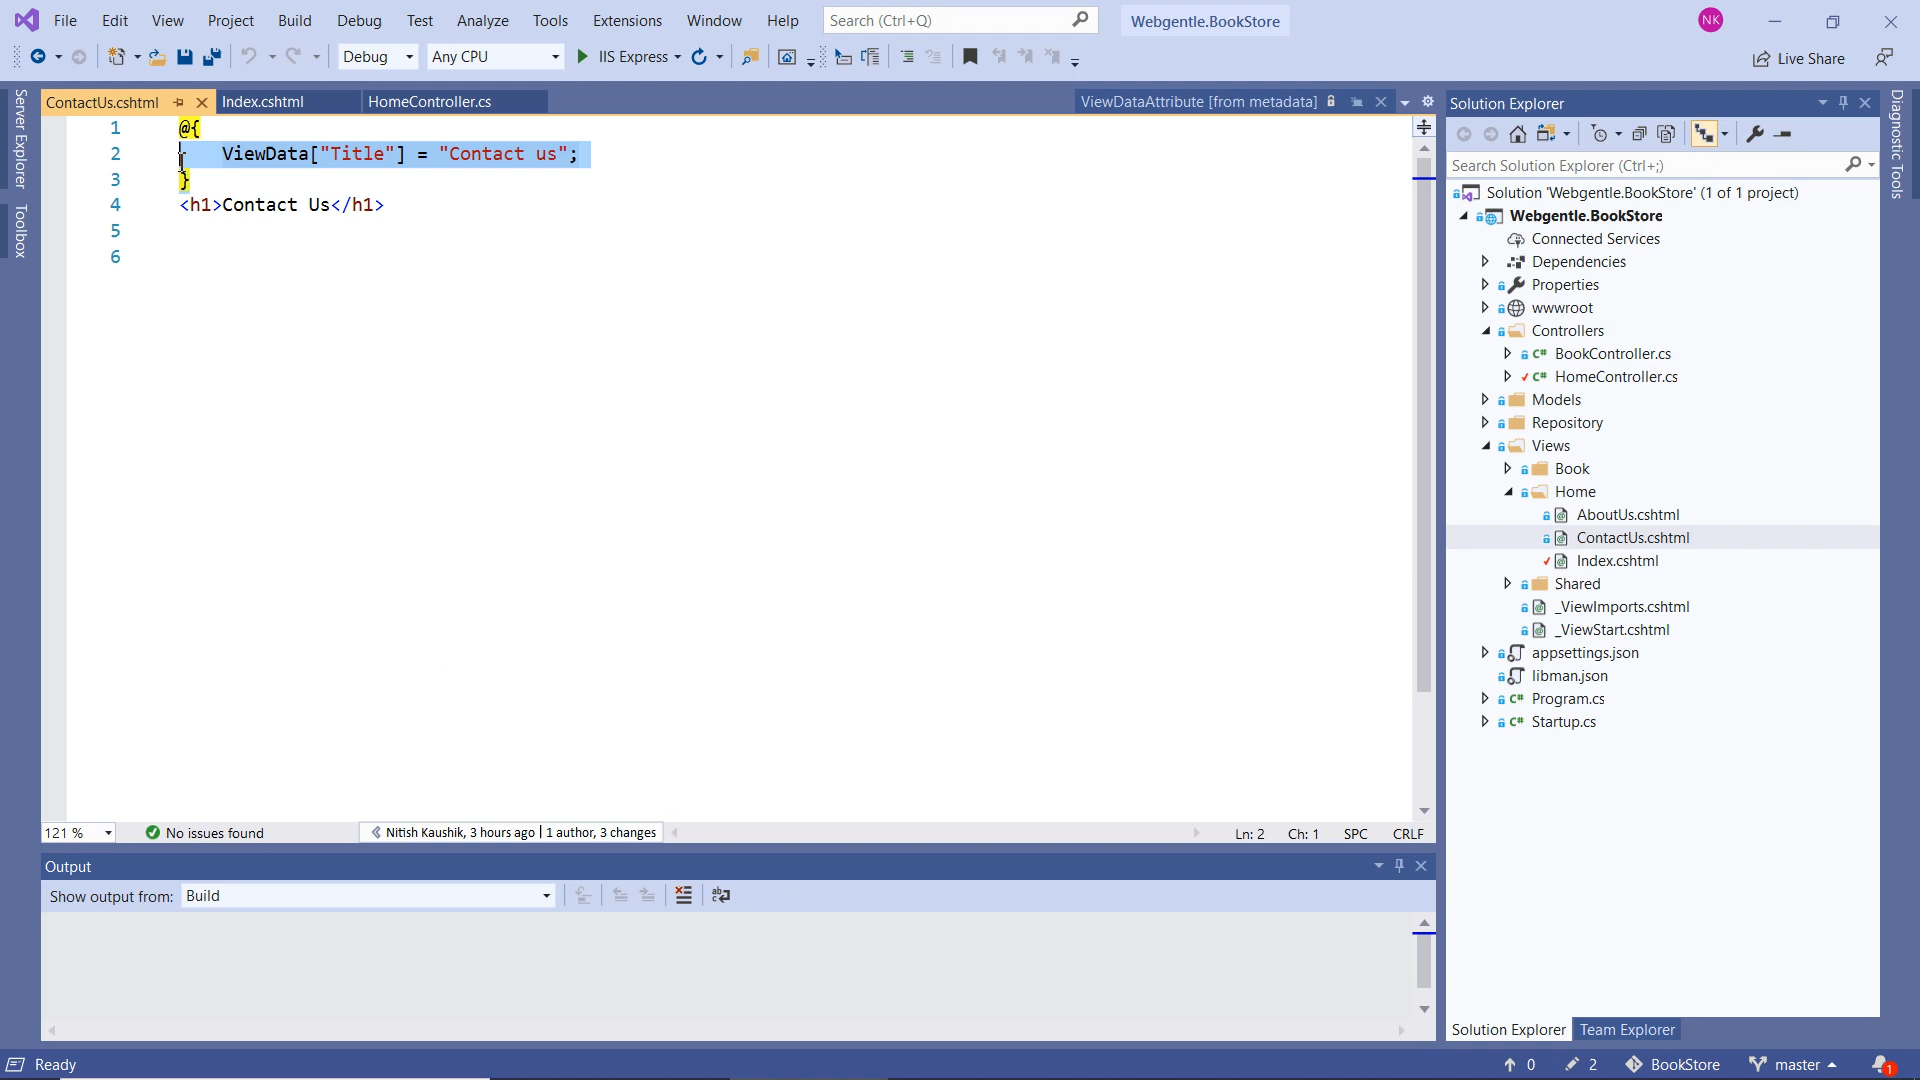 File Edit View Project Build Debug Test Analyze Tools Extensions Window Help Search (Ctrl+Q) Webgentle.BookStore NK
Debug Any CPU IIS Express Live Share
Server Explorer
Toolbox
ContactUs.cshtml Index.cshtml HomeController.cs ViewDataAttribute [from metadata]
1 @{
2 ViewData["Title"] = "Contact us";
3 }
4 <h1>Contact Us</h1>
5
6
121 % No issues found Nitish Kaushik, 3 hours ago | 1 author, 3 changes Ln: 2 Ch: 1 SPC CRLF
Output
Show output from: Build
Solution Explorer
Search Solution Explorer (Ctrl+;)
Solution 'Webgentle.BookStore' (1 of 1 project)
Webgentle.BookStore
Connected Services
Dependencies
Properties
wwwroot
Controllers
C# BookController.cs
C# HomeController.cs
Models
Repository
Views
Book
Home
AboutUs.cshtml
ContactUs.cshtml
Index.cshtml
Shared
_ViewImports.cshtml
_ViewStart.cshtml
appsettings.json
libman.json
C# Program.cs
C# Startup.cs
Solution Explorer Team Explorer
Diagnostic Tools
Ready 0 2 BookStore master 1